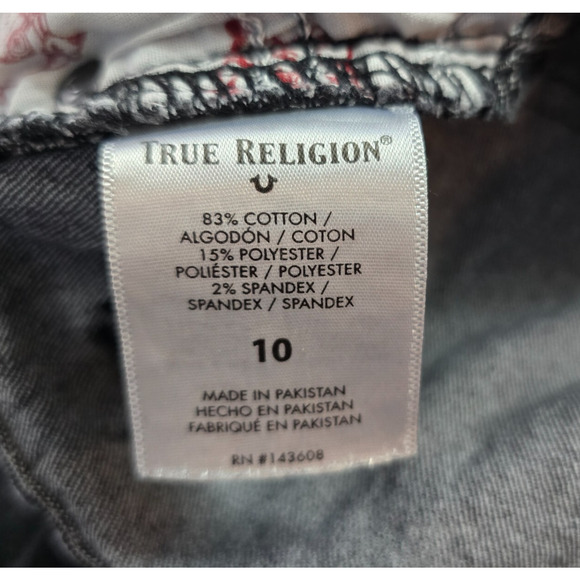 TRUE RELIGION®
83% COTTON /
ALGODÓN / COTON
15% POLYESTER /
POLIÉSTER / POLYESTER
2% SPANDEX /
SPANDEX / SPANDEX
10
MADE IN PAKISTAN
HECHO EN PAKISTAN
FABRIQUÉ EN PAKISTAN
RN #143608